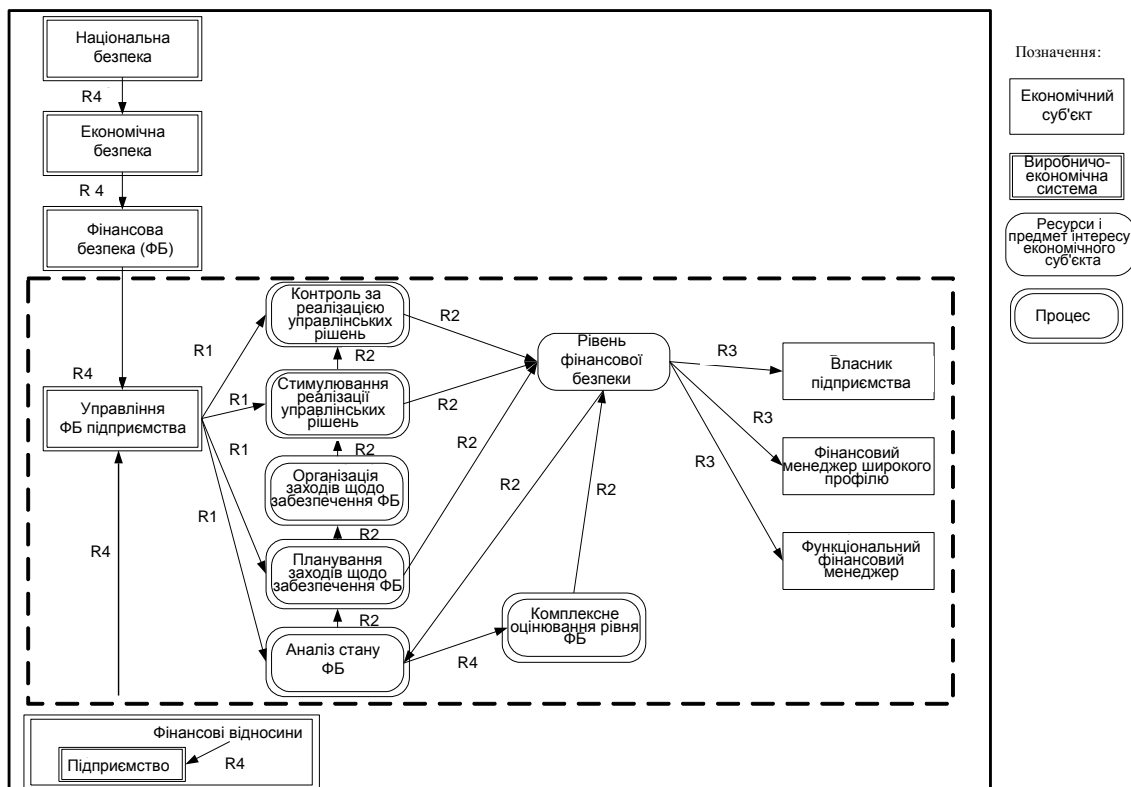 Національна
безпека
R4
Економічна
безпека
R 4
Фінансова
безпека (ФБ)
R4
Управління
ФБ підприємства
R4
R1
R1
R1
R1
Контроль за
реалізацією
управлінських
рішень
R2
Стимулювання
реалізації
управлінських
рішень
R2
Організація
заходів щодо
забезпечення ФБ
R2
Планування
заходів щодо
забезпечення ФБ
R2
Аналіз стану
ФБ
R2
R2
R2
R2
R2
R4
Комплексне
оцінювання рівня
ФБ
Рівень
фінансової
безпеки
R3
R3
R3
Власник
підприємства
Фінансовий
менеджер широкого
профілю
Функціональний
фінансовий
менеджер
Фінансові відносини
Підприємство
R4
Позначення:
Економічний
суб'єкт
Виробничо-
економічна
система
Ресурси і
предмет інтересу
економічного
суб'єкта
Процес